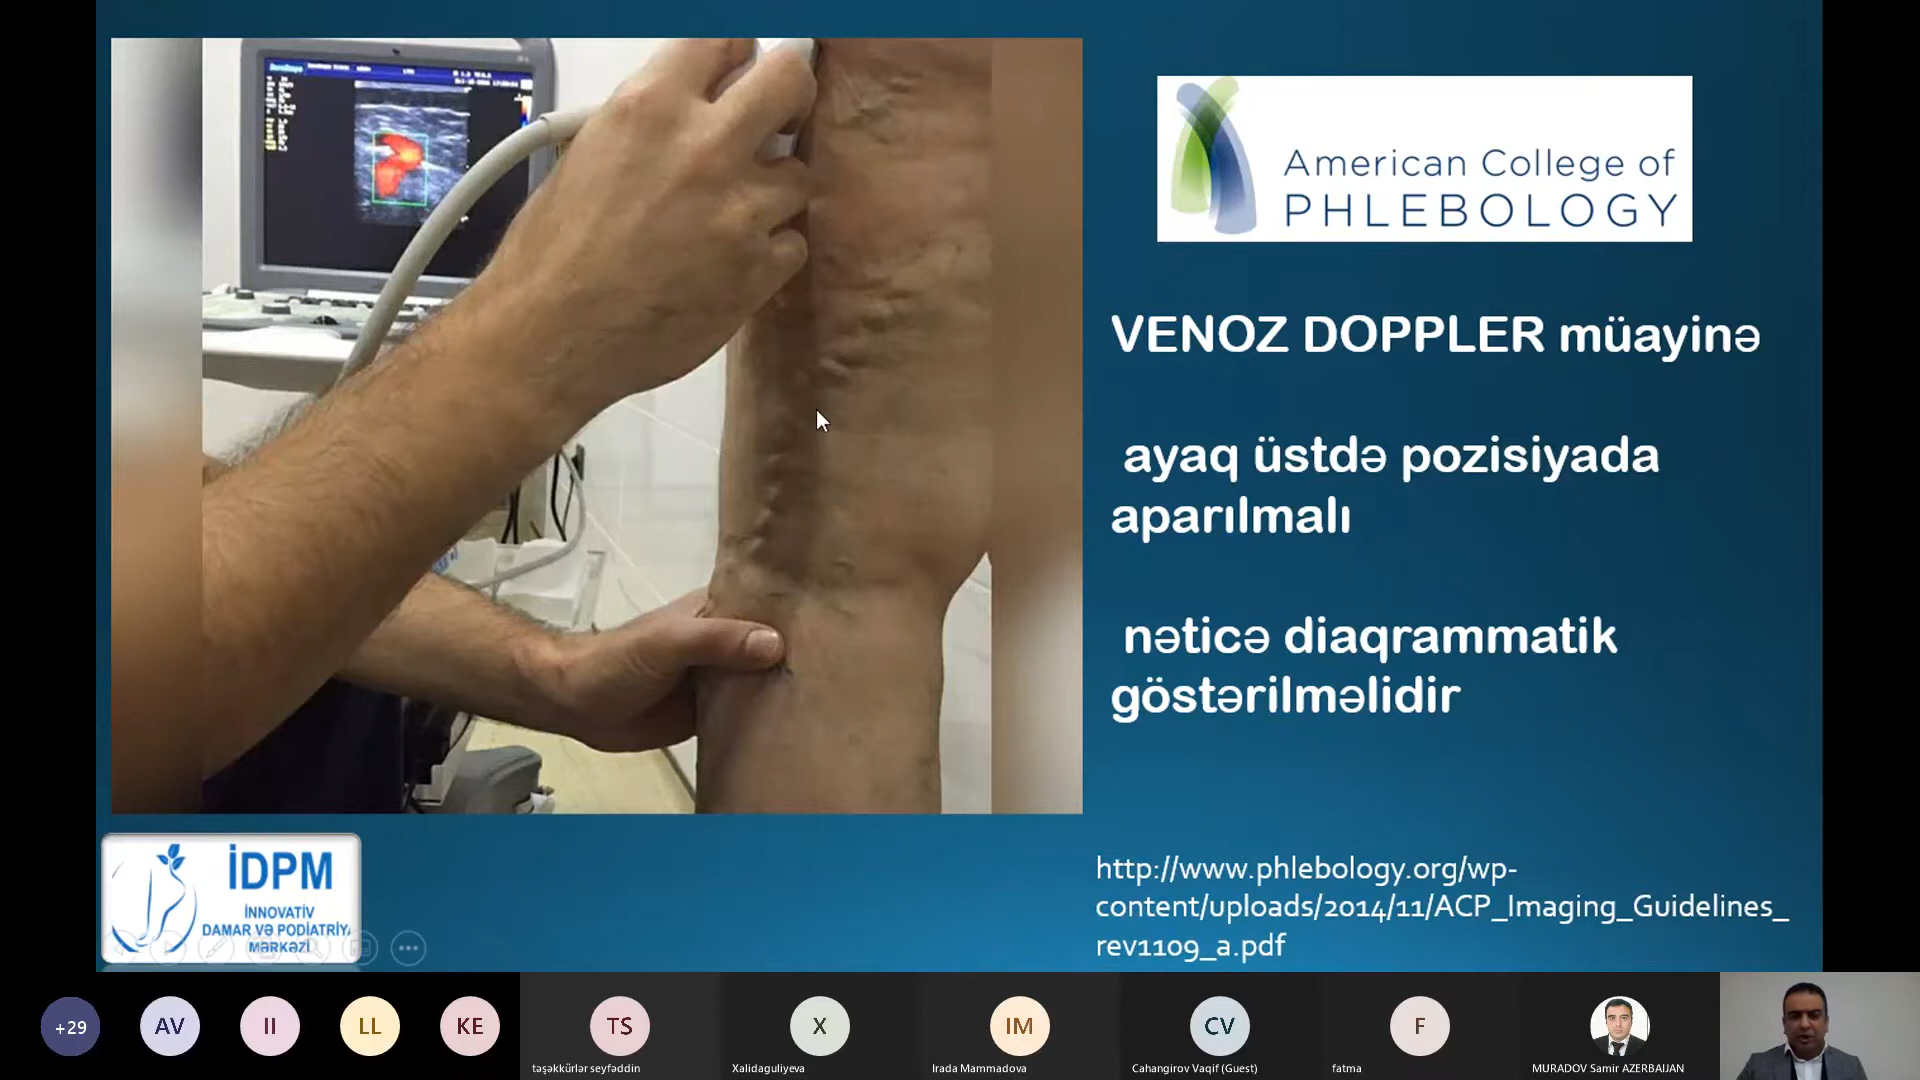 American College of
PHLEBOLOGY
VENOZ DOPPLER müayinə
ayaq üstdə pozisiyada
aparılmalı
nəticə diaqrammatik
göstərilməlidir
http://www.phlebology.org/wp-
content/uploads/2014/11/ACP_Imaging_Guidelines_
rev1109_a.pdf
İDPM
İNNOVATİV
DAMAR VƏ PODİATRİYA
MƏRKƏZİ
+29
AV
II
LL
KE
TS
təşəkkürlər seyfəddin
X
Xalidaguliyeva
IM
Irada Mammadova
CV
Cahangirov Vaqif (Guest)
F
fatma
MURADOV Samir AZERBAIJAN